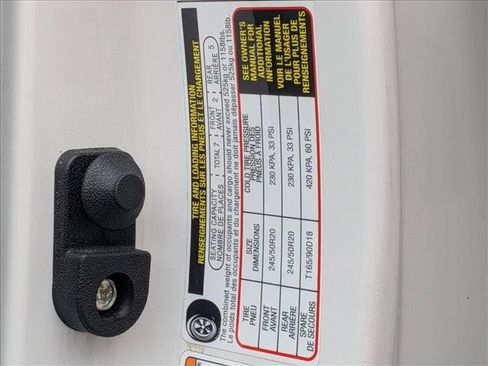 TIRE AND LOADING INFORMATION
RENSEIGNEMENTS SUR LES PNEUS ET LE CHARGEMENT
SEATING CAPACITY TOTAL 7 FRONT 2 REAR 5
NOMBRE DE PLACES AVANT ARRIÈRE
The combined weight of occupants and cargo should never exceed 525kg or 1158lbs.
Le poids total des occupants et du chargement ne doit jamais dépasser 525kg ou 1158lb.
TIRE SIZE COLD TIRE PRESSURE
PNEU DIMENSIONS PRESSION DES PNEUS À FROID
FRONT 245/50R20 230 KPA, 33 PSI
AVANT
REAR 245/50R20 230 KPA, 33 PSI
ARRIÈRE
SPARE T165/90D18 420 KPA, 60 PSI
DE SECOURS
SEE OWNER'S
MANUAL FOR
ADDITIONAL
INFORMATION
VOIR LE MANUEL
DE L'USAGER
POUR PLUS DE
RENSEIGNEMENTS